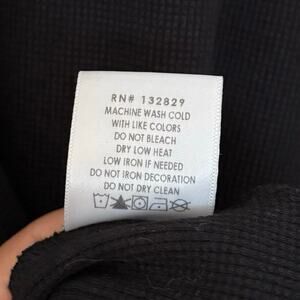 RN# 132829
MACHINE WASH COLD
WITH LIKE COLORS
DO NOT BLEACH
DRY LOW HEAT
LOW IRON IF NEEDED
DO NOT IRON DECORATION
DO NOT DRY CLEAN